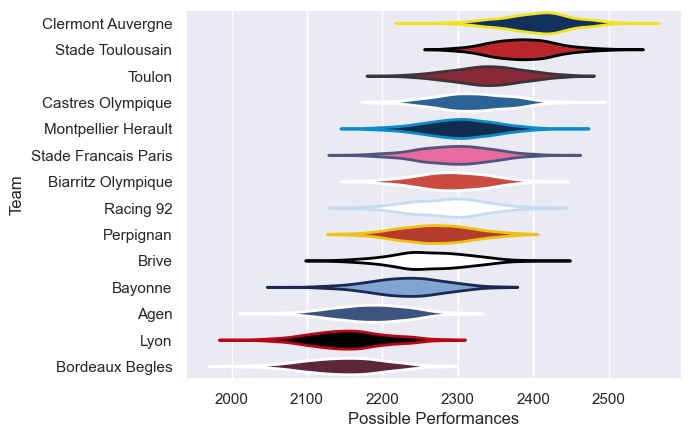 Clermont Auvergne
Stade Toulousain
Toulon
Castres Olympique
Montpellier Herault
Stade Francais Paris
Biarritz Olympique
Racing 92
Perpignan
Brive
Bayonne
Agen
Lyon
Bordeaux Begles
Team
2000 2100 2200 2300 2400 2500
Possible Performances